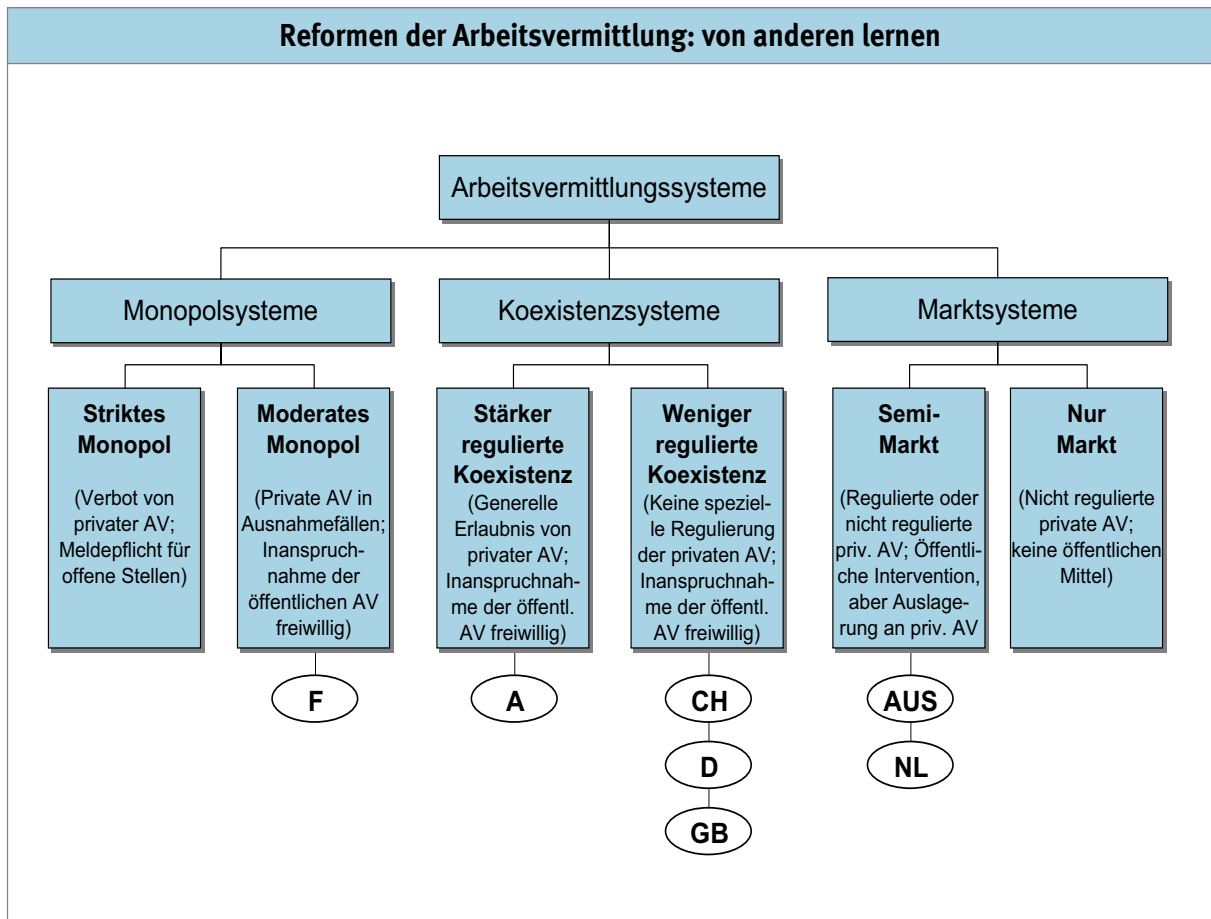 Reformen der Arbeitsvermittlung: von anderen lernen
Arbeitsvermittlungssysteme
Monopolsysteme
Koexistenzsysteme
Marktsysteme
Striktes
Monopol
(Verbot von
privater AV;
Meldepflicht für
offene Stellen)
Moderates
Monopol
(Private AV in
Ausnahmefällen;
Inanspruch-
nahme der
öffentlichen AV
freiwillig)
Stärker
regulierte
Koexistenz
(Generelle
Erlaubnis von
privater AV;
Inanspruchnah-
me der öffentl.
AV freiwillig)
Weniger
regulierte
Koexistenz
(Keine speziel-
le Regulierung
der privaten AV;
Inanspruchnah-
me der öffentl.
AV freiwillig)
Semi-
Markt
(Regulierte oder
nicht regulierte
priv. AV; Öffentli-
che Intervention,
aber Auslage-
rung an priv. AV
Nur
Markt
(Nicht regulierte
private AV;
keine öffentlichen
Mittel)
F
A
CH
D
GB
AUS
NL